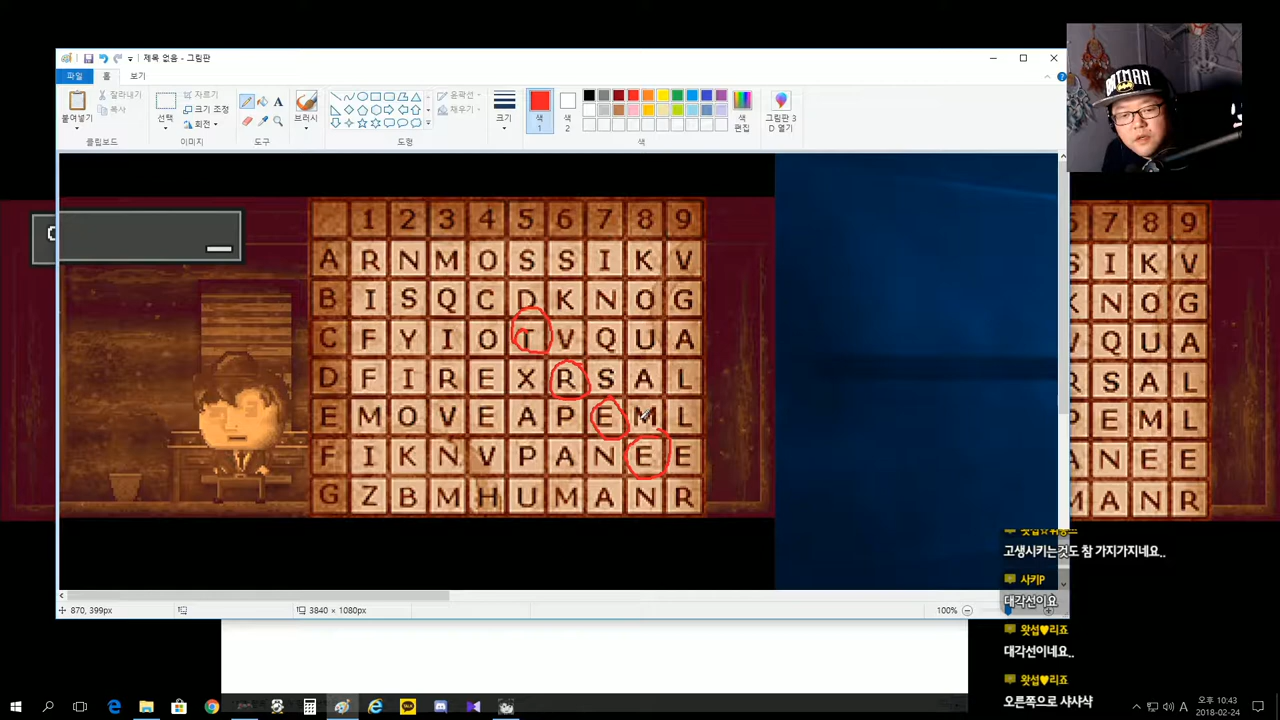 제목 없음 - 그림판
파일 홈 보기
붙여넣기
잘라내기
복사
클립보드
선택
크기 조정
회전
이미지
A
도구
브러시
윤곽선
채우기
도형
크기
색 1
색 2
색 편집
색
그림판 3D 열기
BATMAN
1 2 3 4 5 6 7 8 9
A R N M O S S I K V
B I S Q C D K N O G
C F Y I O T V Q U A
D F I R E X R S A L
E M O V E A P E M L
F I K N V P A N E E
G Z B M H U M A N R
7 8 9
I K V
N O G
Q U A
S A L
P E M L
A N E E
M A N R
고생시키는것도 참 가지가지네요..
사키P
대각선이요
왓섭♥리죠
대각선이네요..
왓섭♥리죠
오른쪽으로 샤샤샥
870, 399px
3840 × 1080px
100%
A
오후 10:43
2018-02-24